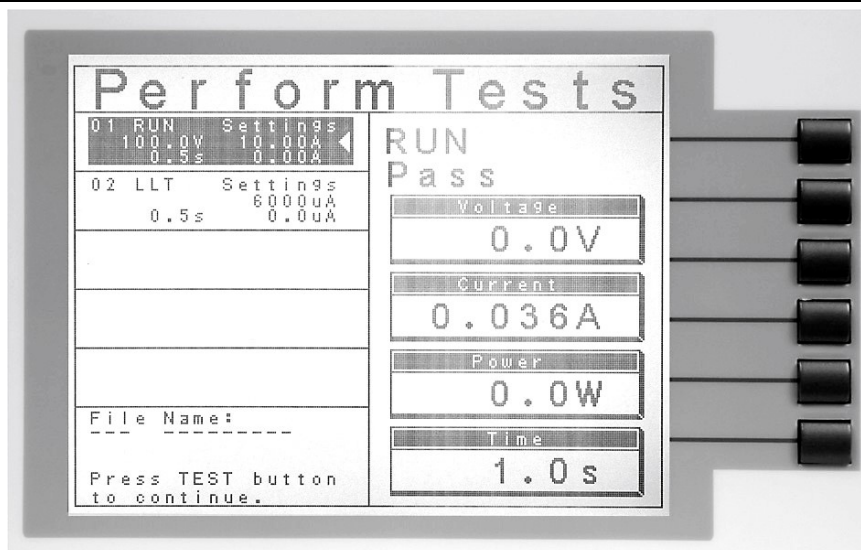 Perform Tests
01 RUN Settings
100.0V 10.00A
0.5s 0.00A
02 LLT Settings
6000uA
0.5s 0.0uA
File Name:
Press TEST button
to continue.
RUN
Pass
Voltage
0.0V
Current
0.036A
Power
0.0W
Time
1.0s